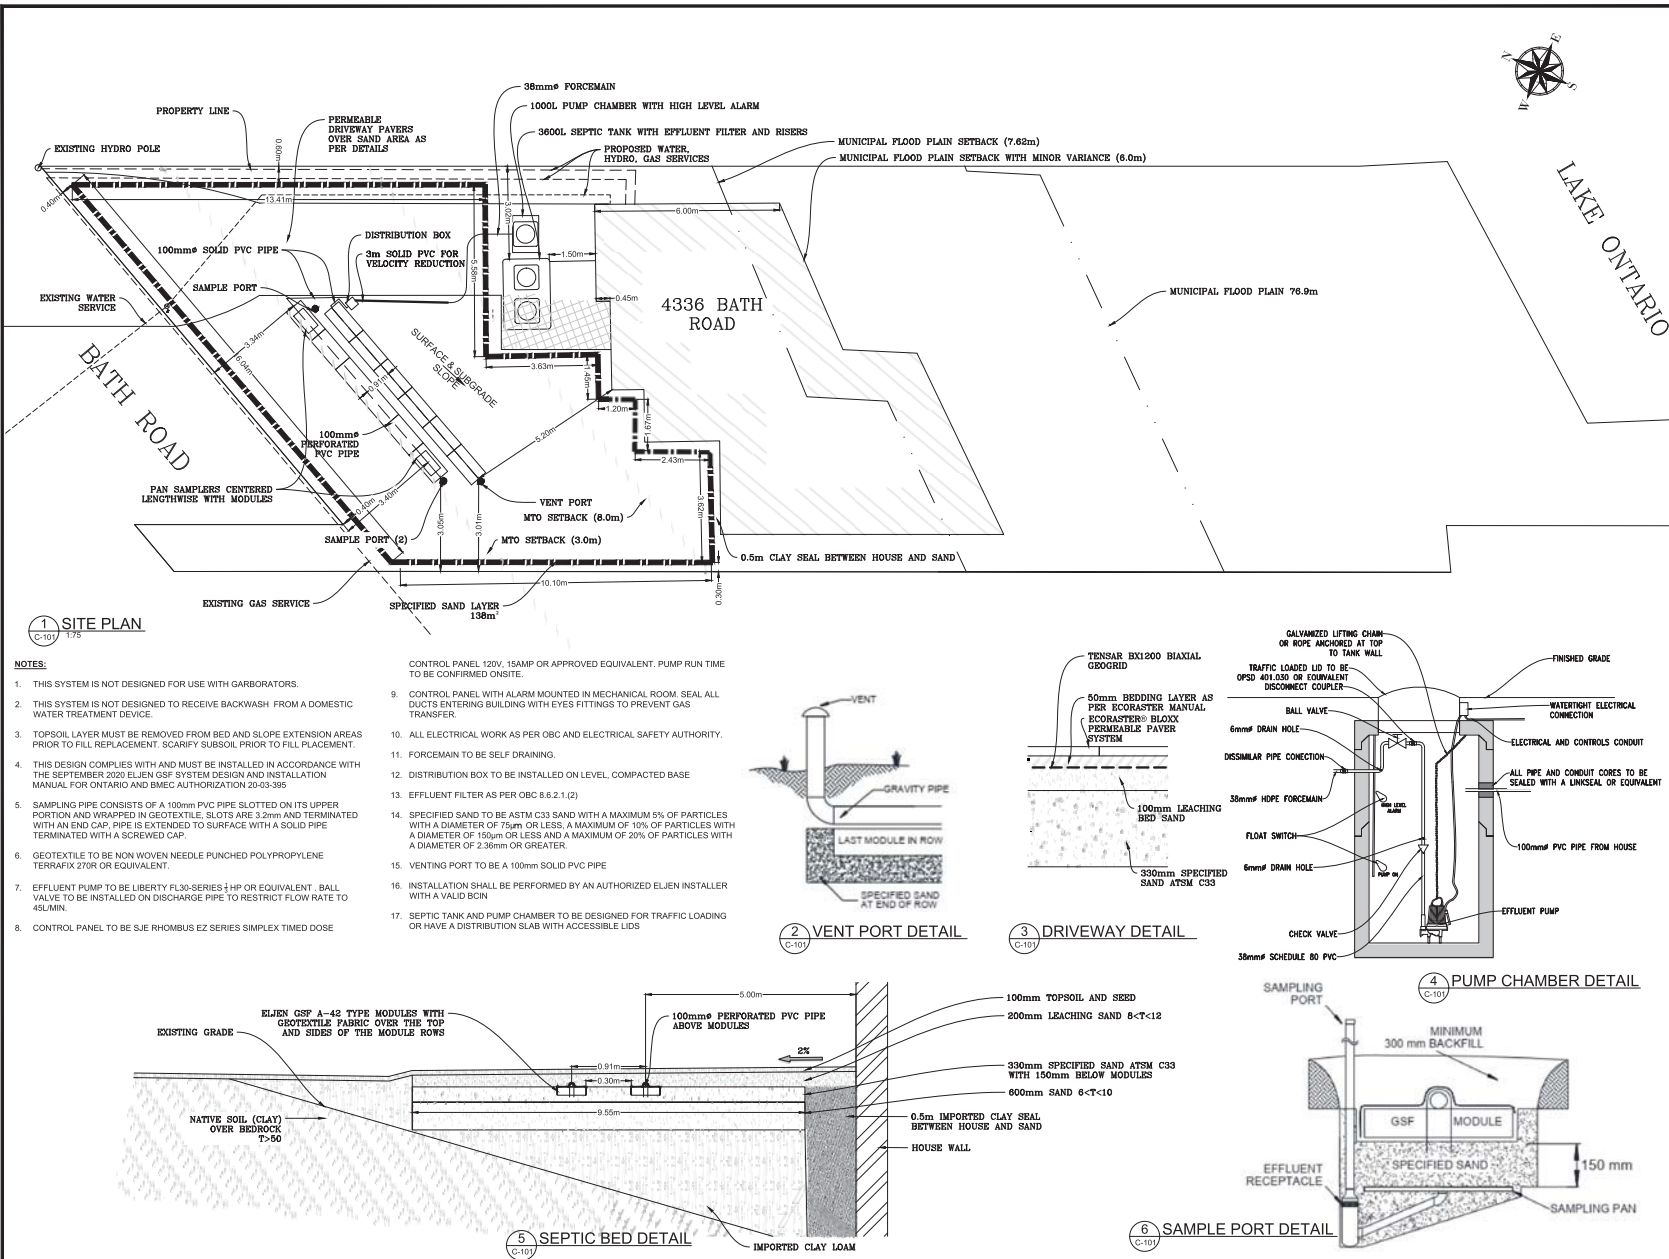 N
E
W
S
38mmø FORCEMAIN
1000L PUMP CHAMBER WITH HIGH LEVEL ALARM
3600L SEPTIC TANK WITH EFFLUENT FILTER AND RISERS
PROPERTY LINE
PERMEABLE
DRIVEWAY PAVERS
OVER SAND AREA AS
PER DETAILS
EXISTING HYDRO POLE
PROPOSED WATER,
HYDRO, GAS SERVICES
MUNICIPAL FLOOD PLAIN SETBACK (7.62m)
MUNICIPAL FLOOD PLAIN SETBACK WITH MINOR VARIANCE (6.0m)
LAKE ONTARIO
0.60m
0.40m
13.41m
3.02m
6.00m
DISTRIBUTION BOX
100mmø SOLID PVC PIPE
3m SOLID PVC FOR
VELOCITY REDUCTION
5.58m
1.50m
SAMPLE PORT
EXISTING WATER
SERVICE
0.45m
4336 BATH
ROAD
MUNICIPAL FLOOD PLAIN 76.9m
BATH ROAD
3.34m
6.04m
0.91m
SURFACE & SUBGRADE
SLOPE
3.63m
1.45m
1.20m
1.67m
5.20m
2.43m
3.62m
100mmø
PERFORATED
PVC PIPE
PAN SAMPLERS CENTERED
LENGTHWISE WITH MODULES
0.40m
3.40m
3.05m
3.01m
VENT PORT
MTO SETBACK (8.0m)
SAMPLE PORT (2)
MTO SETBACK (3.0m)
0.5m CLAY SEAL BETWEEN HOUSE AND SAND
10.10m
0.30m
EXISTING GAS SERVICE
SPECIFIED SAND LAYER
138m²
1
C-101
SITE PLAN
1:75
NOTES:
1. THIS SYSTEM IS NOT DESIGNED FOR USE WITH GARBORATORS.
2. THIS SYSTEM IS NOT DESIGNED TO RECEIVE BACKWASH FROM A DOMESTIC
WATER TREATMENT DEVICE.
3. TOPSOIL LAYER MUST BE REMOVED FROM BED AND SLOPE EXTENSION AREAS
PRIOR TO FILL REPLACEMENT. SCARIFY SUBSOIL PRIOR TO FILL PLACEMENT.
4. THIS DESIGN COMPLIES WITH AND MUST BE INSTALLED IN ACCORDANCE WITH
THE SEPTEMBER 2020 ELJEN GSF SYSTEM DESIGN AND INSTALLATION
MANUAL FOR ONTARIO AND BMEC AUTHORIZATION 20-03-395
5. SAMPLING PIPE CONSISTS OF A 100mm PVC PIPE SLOTTED ON ITS UPPER
PORTION AND WRAPPED IN GEOTEXTILE, SLOTS ARE 3.2mm AND TERMINATED
WITH AN END CAP, PIPE IS EXTENDED TO SURFACE WITH A SOLID PIPE
TERMINATED WITH A SCREWED CAP.
6. GEOTEXTILE TO BE NON WOVEN NEEDLE PUNCHED POLYPROPYLENE
TERRAFIX 270R OR EQUIVALENT.
7. EFFLUENT PUMP TO BE LIBERTY FL30-SERIES HP OR EQUIVALENT . BALL
VALVE TO BE INSTALLED ON DISCHARGE PIPE TO RESTRICT FLOW RATE TO
45L/MIN.
8. CONTROL PANEL TO BE SJE RHOMBUS EZ SERIES SIMPLEX TIMED DOSE
CONTROL PANEL 120V, 15AMP OR APPROVED EQUIVALENT. PUMP RUN TIME
TO BE CONFIRMED ONSITE.
9. CONTROL PANEL WITH ALARM MOUNTED IN MECHANICAL ROOM. SEAL ALL
DUCTS ENTERING BUILDING WITH EYES FITTINGS TO PREVENT GAS
TRANSFER.
10. ALL ELECTRICAL WORK AS PER OBC AND ELECTRICAL SAFETY AUTHORITY.
11. FORCEMAIN TO BE SELF DRAINING.
12. DISTRIBUTION BOX TO BE INSTALLED ON LEVEL, COMPACTED BASE
13. EFFLUENT FILTER AS PER OBC 8.6.2.1.(2)
14. SPECIFIED SAND TO BE ASTM C33 SAND WITH A MAXIMUM 5% OF PARTICLES
WITH A DIAMETER OF 75µm OR LESS, A MAXIMUM OF 10% OF PARTICLES WITH
A DIAMETER OF 150µm OR LESS AND A MAXIMUM OF 20% OF PARTICLES WITH
A DIAMETER OF 2.36mm OR GREATER.
15. VENTING PORT TO BE A 100mm SOLID PVC PIPE
16. INSTALLATION SHALL BE PERFORMED BY AN AUTHORIZED ELJEN INSTALLER
WITH A VALID BCIN
17. SEPTIC TANK AND PUMP CHAMBER TO BE DESIGNED FOR TRAFFIC LOADING
OR HAVE A DISTRIBUTION SLAB WITH ACCESSIBLE LIDS
VENT
GRAVITY PIPE
LAST MODULE IN ROW
SPECIFIED SAND
AT END OF ROW
2
C-101
VENT PORT DETAIL
TENSAR BX1200 BIAXIAL
GEOGRID
50mm BEDDING LAYER AS
PER ECORASTER MANUAL
ECORASTER® BLOXX
PERMEABLE PAVER
SYSTEM
100mm LEACHING
BED SAND
330mm SPECIFIED
SAND ATSM C33
3
C-101
DRIVEWAY DETAIL
GALVANIZED LIFTING CHAIN
OR ROPE ANCHORED AT TOP
TO TANK WALL
TRAFFIC LOADED LID TO BE
OPSD 401.030 OR EQUIVALENT
DISCONNECT COUPLER
BALL VALVE
6mmø DRAIN HOLE
DISSIMILAR PIPE CONECTION
38mmø HDPE FORCEMAIN
FLOAT SWITCH
6mmø DRAIN HOLE
CHECK VALVE
38mmø SCHEDULE 80 PVC
HIGH LEVEL
ALARM
PUMP ON
FINISHED GRADE
WATERTIGHT ELECTRICAL
CONNECTION
ELECTRICAL AND CONTROLS CONDUIT
ALL PIPE AND CONDUIT CORES TO BE
SEALED WITH A LINKSEAL OR EQUIVALENT
100mmø PVC PIPE FROM HOUSE
EFFLUENT PUMP
4
C-101
PUMP CHAMBER DETAIL
ELJEN GSF A-42 TYPE MODULES WITH
GEOTEXTILE FABRIC OVER THE TOP
AND SIDES OF THE MODULE ROWS
EXISTING GRADE
5.00m
100mmø PERFORATED PVC PIPE
ABOVE MODULES
2%
0.91m
0.30m
9.55m
NATIVE SOIL (CLAY)
OVER BEDROCK
T>50
100mm TOPSOIL AND SEED
200mm LEACHING SAND 8<T<12
330mm SPECIFIED SAND ATSM C33
WITH 150mm BELOW MODULES
600mm SAND 6<T<10
0.5m IMPORTED CLAY SEAL
BETWEEN HOUSE AND SAND
HOUSE WALL
IMPORTED CLAY LOAM
5
C-101
SEPTIC BED DETAIL
SAMPLING
PORT
MINIMUM
300 mm BACKFILL
GSF MODULE
SPECIFIED SAND
150 mm
EFFLUENT
RECEPTACLE
SAMPLING PAN
6
C-101
SAMPLE PORT DETAIL